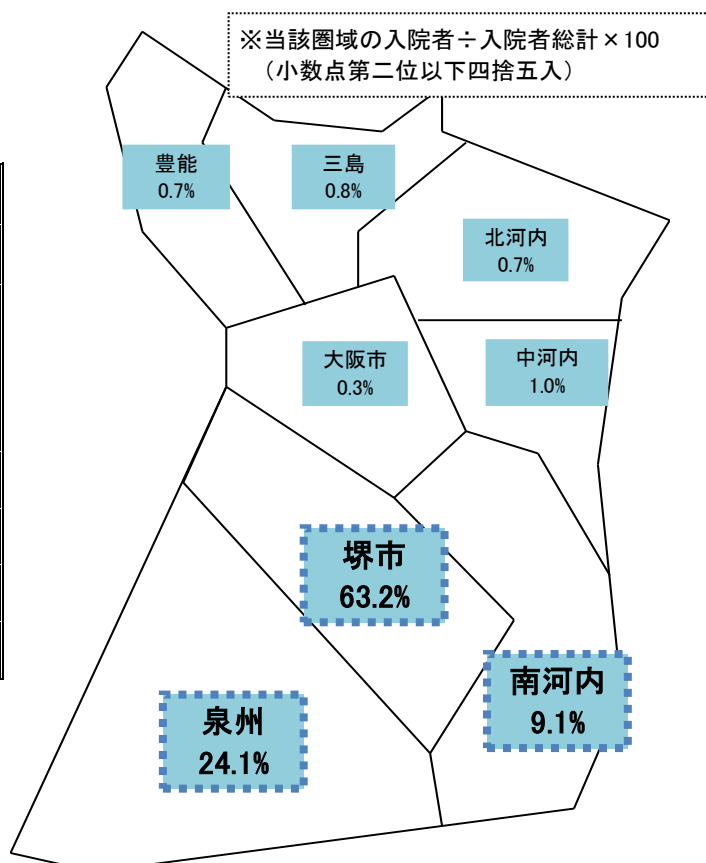 ※当該圏域の入院者÷入院者総計×100
（小数点第二位以下四捨五入）
豊能
0.7%
三島
0.8%
北河内
0.7%
大阪市
0.3%
中河内
1.0%
堺市
63.2%
南河内
9.1%
泉州
24.1%